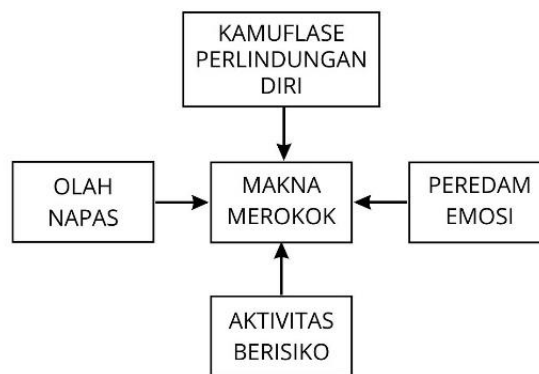 KAMUFLASE
PERLINDUNGAN
DIRI
OLAH
NAPAS
MAKNA
MEROKOK
PEREDAM
EMOSI
AKTIVITAS
BERISIKO